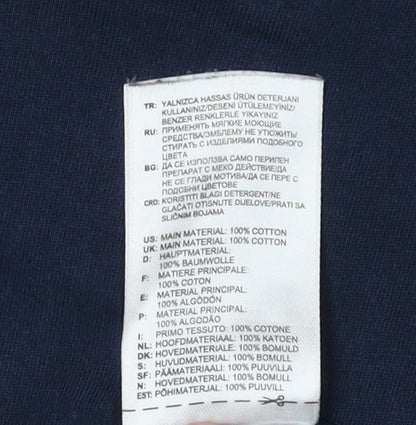 TR: YALNIZCA HASSAS ÜRÜN DETERJANI
KULLANINIZ/DESENİ ÜTÜLEMEYİNİZ/
BENZER RENKLERLE YIKAYINIZ
RU: ПРИМЕНЯТЬ МЯГКИЕ МОЮЩИЕ
СРЕДСТВА/ЭМБЛЕМУ НЕ УТЮЖИТЬ/
СТИРАТЬ С ИЗДЕЛИЯМИ ПОДОБНОГО
ЦВЕТА
BG: ДА СЕ ИЗПОЛЗВА САМО ПЕРИЛЕН
ПРЕПАРАТ С МЕКО ДЕЙСТВИЕ/ДА
НЕ СЕ ГЛАДИ МОТИВА/ДА СЕ ПЕРЕ С
ПОДОБНИ ЦВЕТОВЕ
CRO: KORISTITI BLAGI DETERGENT/NE
GLAČATI OTISNUTE DIJELOVE/PRATI SA
SLIČNIM BOJAMA
US: MAIN MATERIAL: 100% COTTON
UK: MAIN MATERIAL: 100% COTTON
D: HAUPTMATERIAL:
100% BAUMWOLLE
F: MATIERE PRINCIPALE:
100% COTON
E: MATERIAL PRINCIPAL:
100% ALGODÓN
P: MATERIAL PRINCIPAL:
100% ALGODÃO
I: PRIMO TESSUTO: 100% COTONE
NL: HOOFDMATERIAAL: 100% KATOEN
DK: HOVEDMATERIALE: 100% BOMULD
S: HUVUDMATERIAL: 100% BOMULL
SF: PÄÄMATERIAALI: 100% PUUVILLA
N: HOVEDMATERIALE: 100% BOMULL
EST: PÕHIMATERJAL: 100% PUUVILL